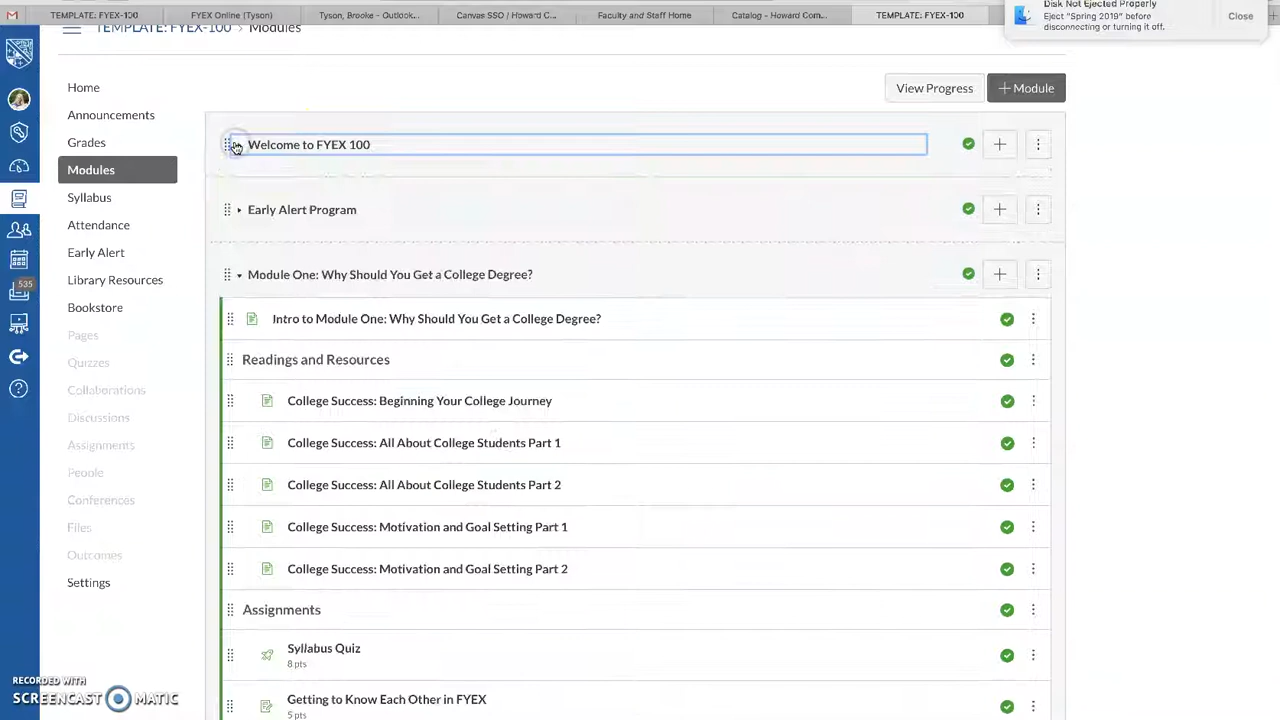 TEMPLATE: FYEX-100
FYEX Online (Tyson)
Tyson, Brooke - Outlook...
Canvas SSO / Howard C...
Faculty and Staff Home
Catalog - Howard Com...
TEMPLATE: FYEX-100
Disk Not Ejected Properly
Eject "Spring 2019" before
disconnecting or turning it off.
Close
TEMPLATE: FYEX-100 > Modules
View Progress
+ Module
Home
Announcements
Grades
Modules
Syllabus
Attendance
Early Alert
Library Resources
Bookstore
Pages
Quizzes
Collaborations
Discussions
Assignments
People
Conferences
Files
Outcomes
Settings
535
Welcome to FYEX 100
Early Alert Program
Module One: Why Should You Get a College Degree?
Intro to Module One: Why Should You Get a College Degree?
Readings and Resources
College Success: Beginning Your College Journey
College Success: All About College Students Part 1
College Success: All About College Students Part 2
College Success: Motivation and Goal Setting Part 1
College Success: Motivation and Goal Setting Part 2
Assignments
Syllabus Quiz
8 pts
Getting to Know Each Other in FYEX
5 pts
RECORDED WITH
SCREENCAST MATIC